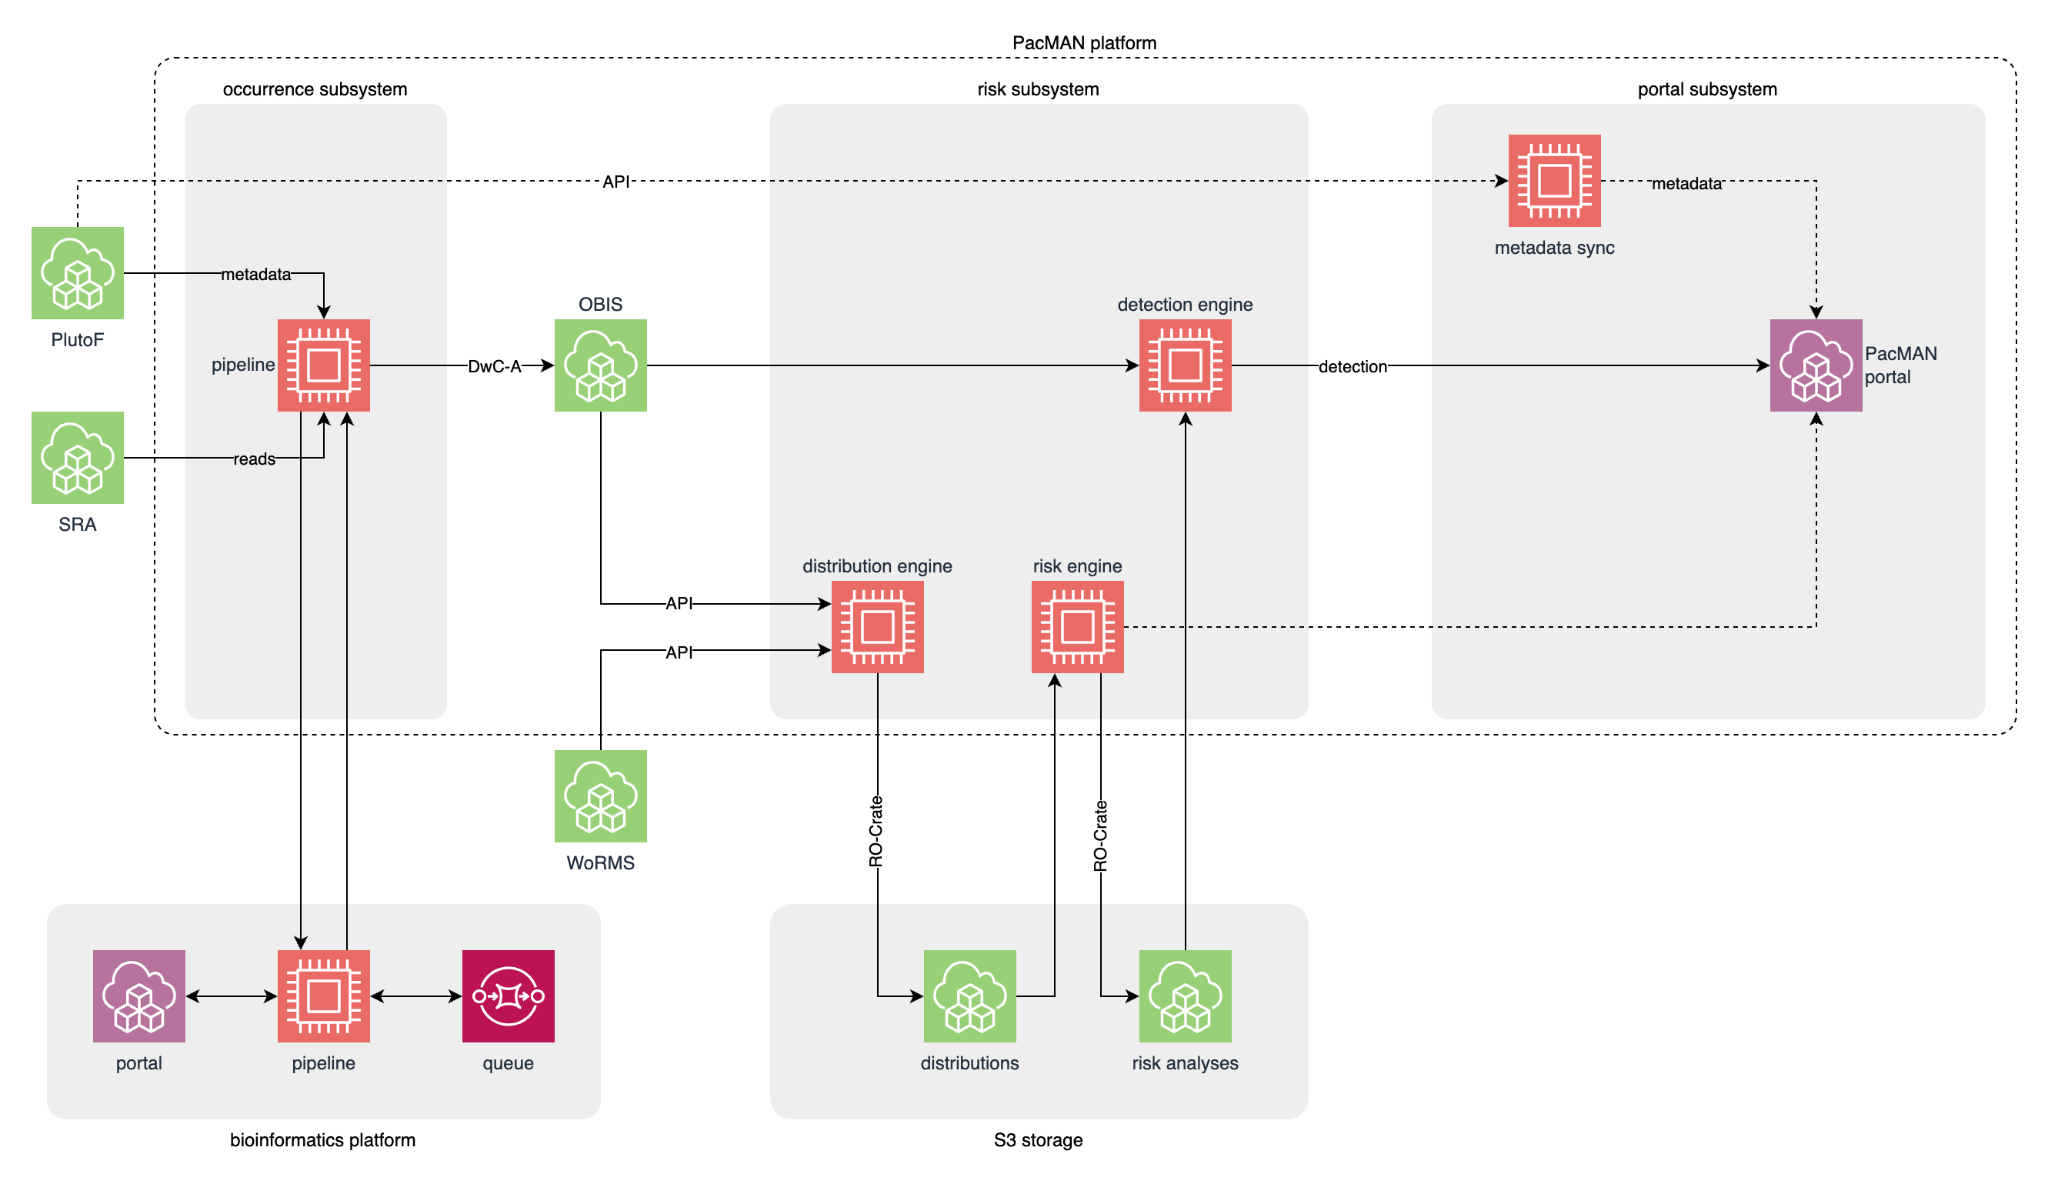 PacMAN platform
occurrence subsystem
risk subsystem
portal subsystem
API
metadata
metadata sync
PlutoF
metadata
OBIS
detection engine
pipeline
DwC-A
detection
PacMAN
portal
SRA
reads
distribution engine
risk engine
API
API
WoRMS
RO-Crate
RO-Crate
portal
pipeline
queue
distributions
risk analyses
bioinformatics platform
S3 storage